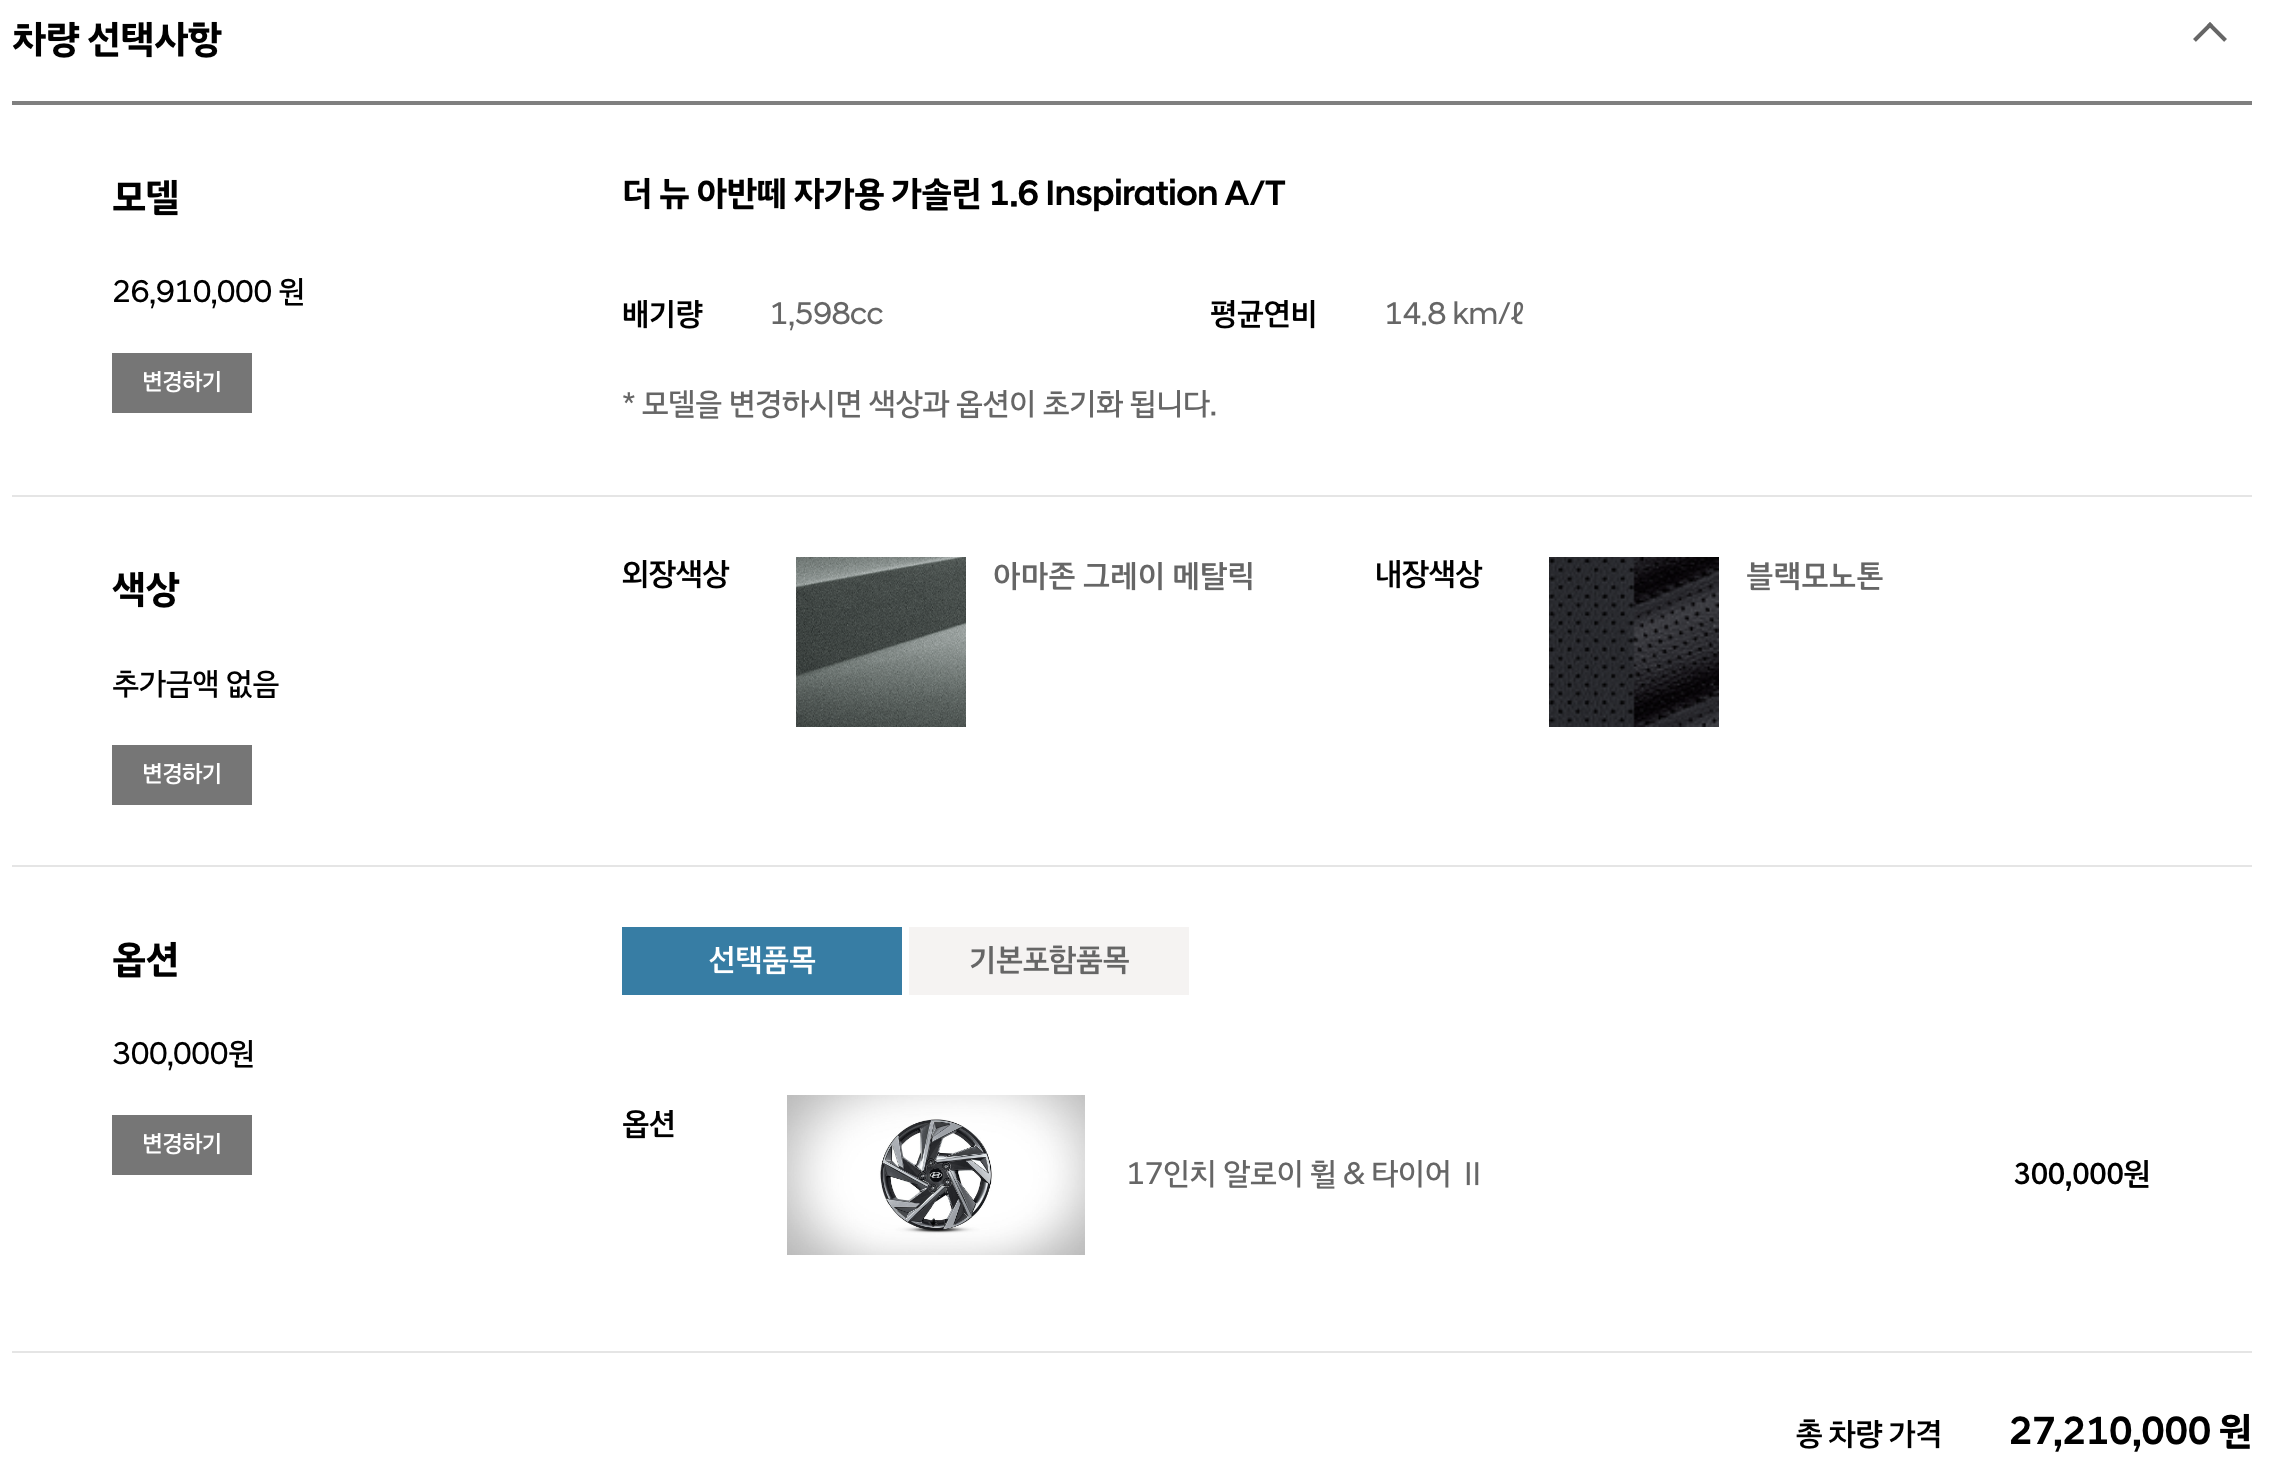 차량 선택사항
모델
더 뉴 아반떼 자가용 가솔린 1.6 Inspiration A/T
26,910,000 원
배기량 1,598cc 평균연비 14.8 km/ℓ
변경하기
* 모델을 변경하시면 색상과 옵션이 초기화 됩니다.
색상
외장색상 아마존 그레이 메탈릭 내장색상 블랙모노톤
추가금액 없음
변경하기
옵션
선택품목 기본포함품목
300,000원
변경하기
옵션
17인치 알로이 휠 & 타이어 Ⅱ 300,000원
총 차량 가격 27,210,000 원